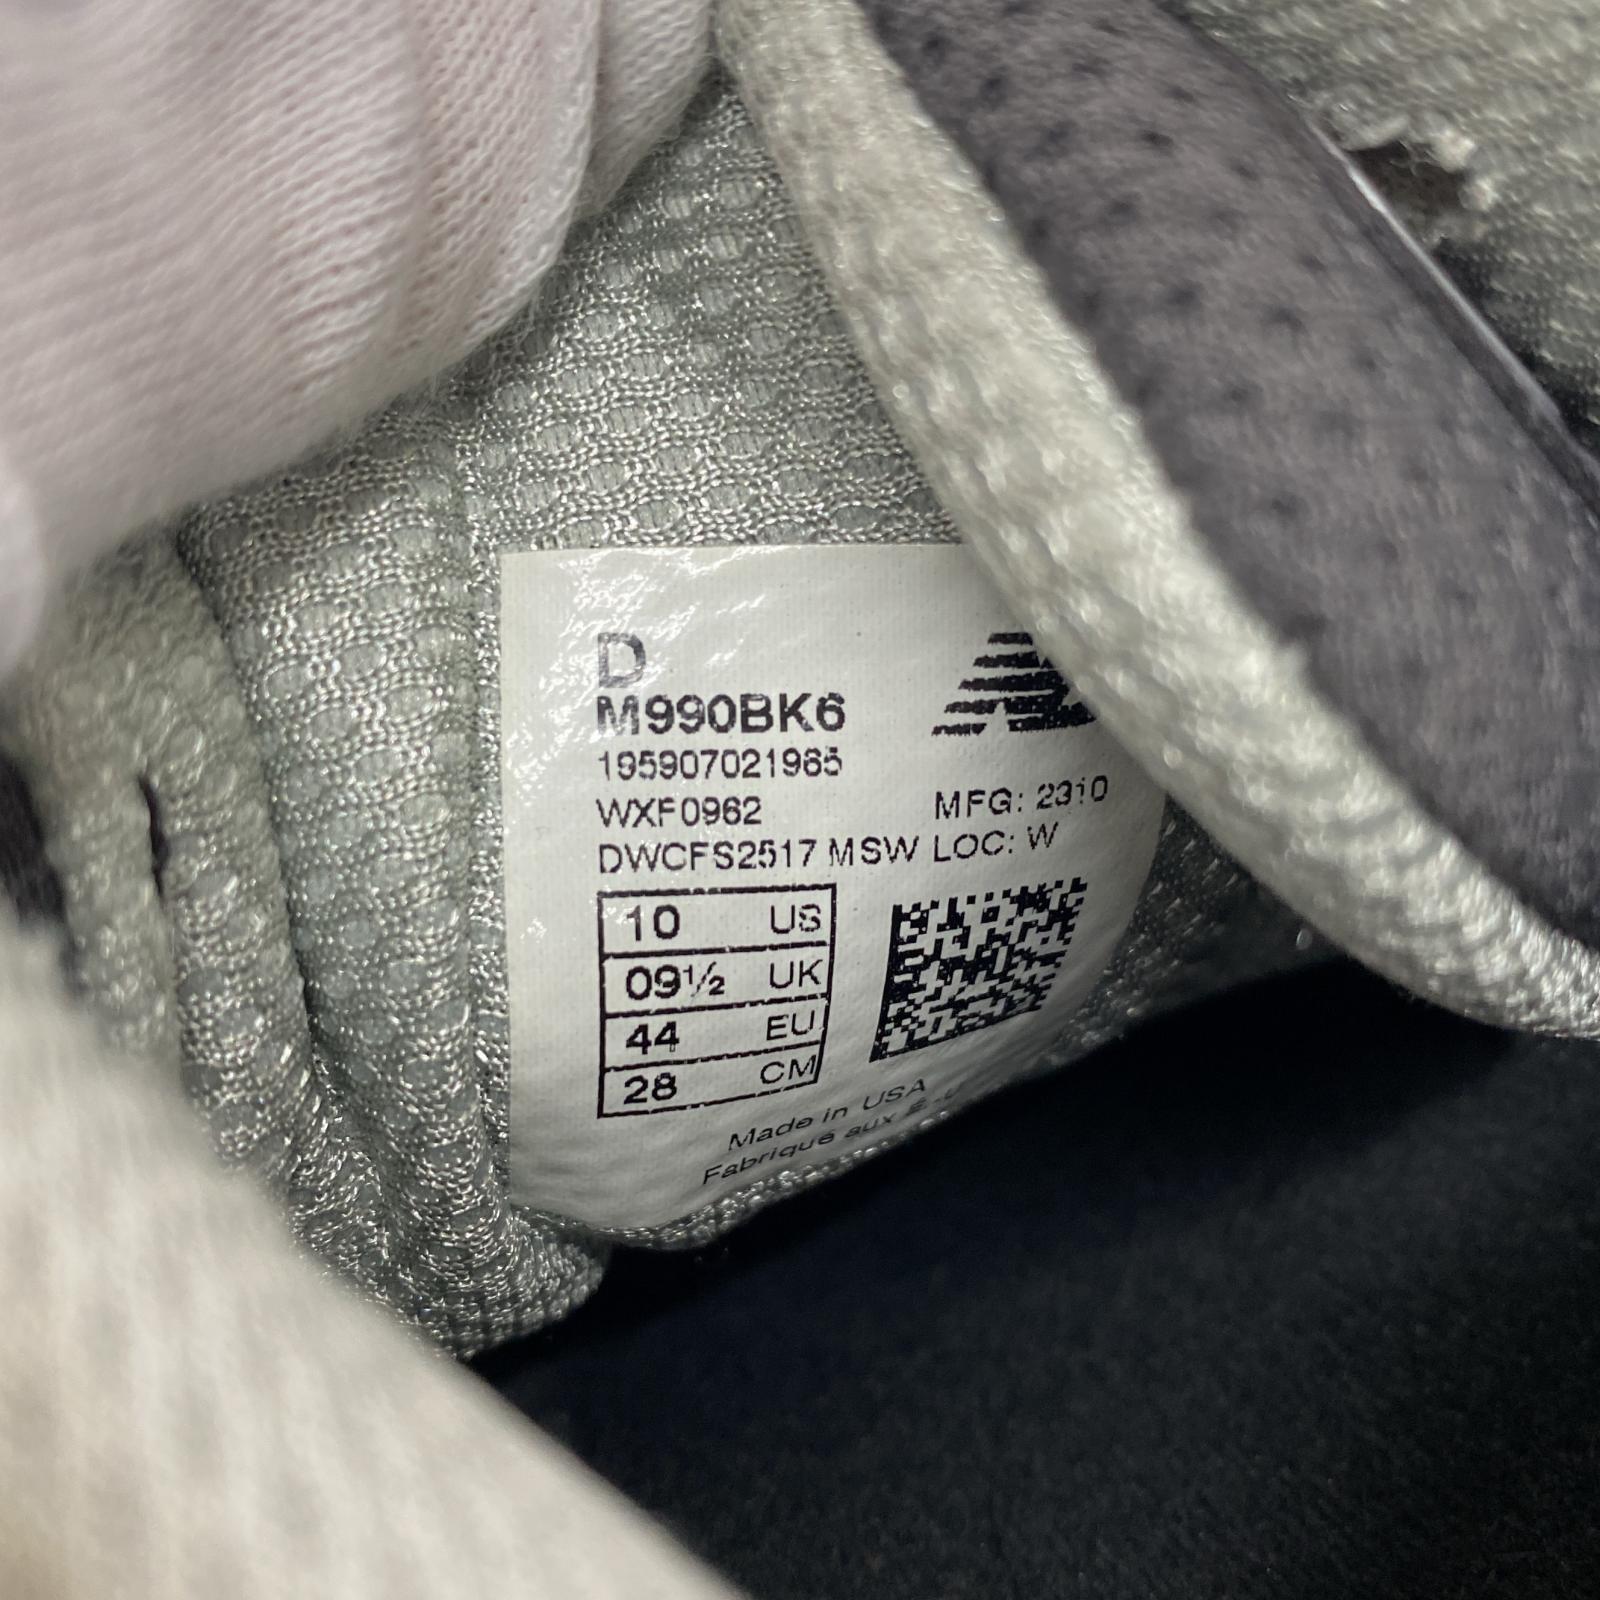 D
M990BK6
195907021965
WXF0962 MFG: 2310
DWCFS2517 MSW LOC: W
10 US
09½ UK
44 EU
28 CM
Made in USA
Fabriqué aux É.-U